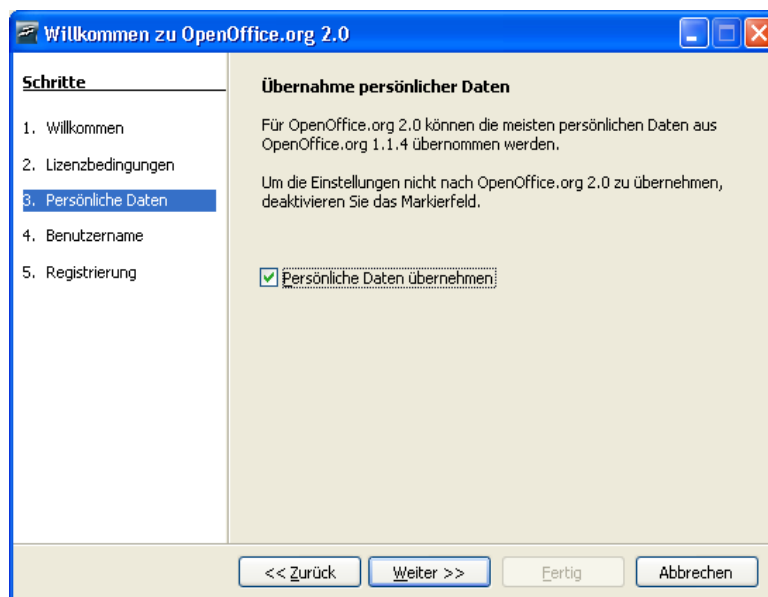 Willkommen zu OpenOffice.org 2.0
Schritte
1. Willkommen
2. Lizenzbedingungen
3. Persönliche Daten
4. Benutzername
5. Registrierung
Übernahme persönlicher Daten
Für OpenOffice.org 2.0 können die meisten persönlichen Daten aus
OpenOffice.org 1.1.4 übernommen werden.
Um die Einstellungen nicht nach OpenOffice.org 2.0 zu übernehmen,
deaktivieren Sie das Markierfeld.
Persönliche Daten übernehmen
<< Zurück
Weiter >>
Fertig
Abbrechen